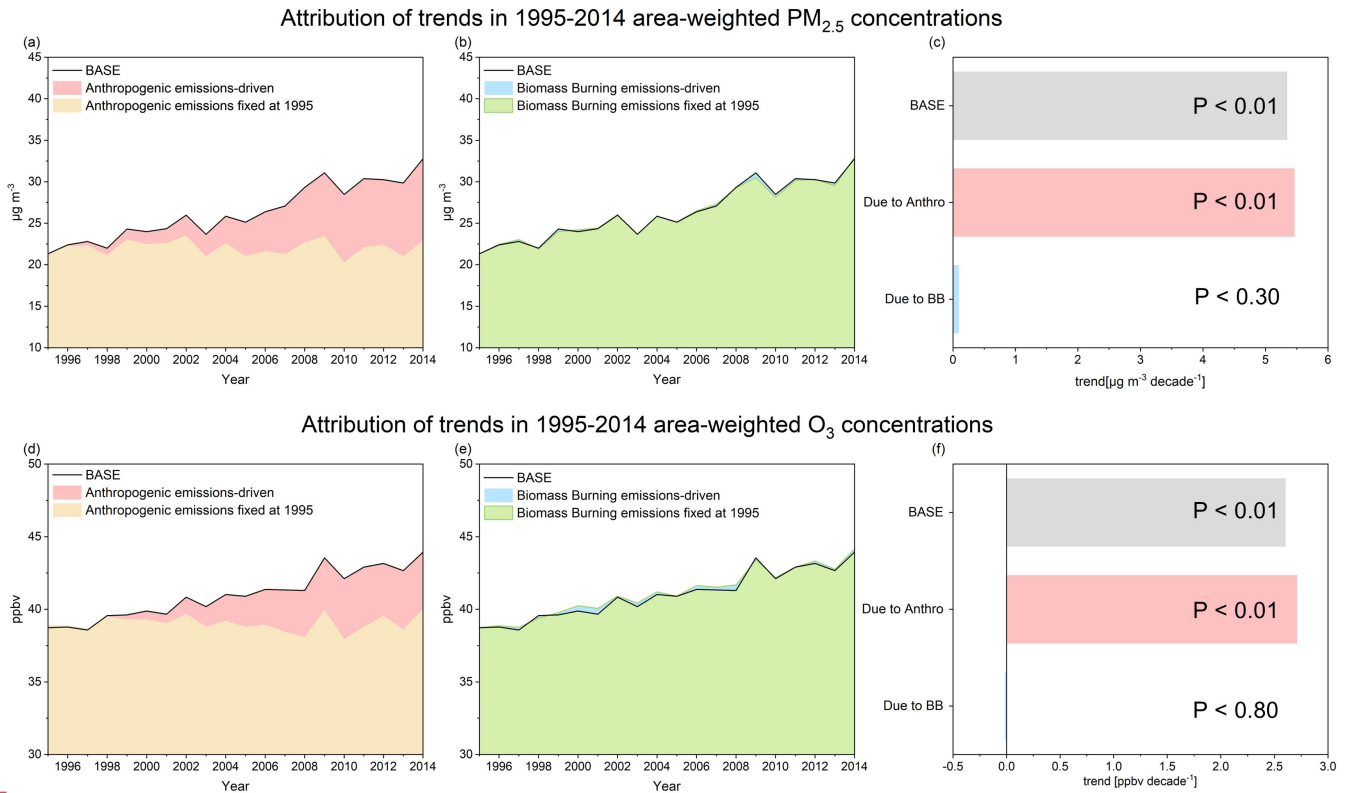 Attribution of trends in 1995-2014 area-weighted PM2.5 concentrations
(a)
45
40
35
30
25
20
15
10
µg m-3
BASE
Anthropogenic emissions-driven
Anthropogenic emissions fixed at 1995
1996 1998 2000 2002 2004 2006 2008 2010 2012 2014
Year
(b)
45
40
35
30
25
20
15
10
µg m-3
BASE
Biomass Burning emissions-driven
Biomass Burning emissions fixed at 1995
1996 1998 2000 2002 2004 2006 2008 2010 2012 2014
Year
(c)
BASE
P < 0.01
Due to Anthro
P < 0.01
Due to BB
P < 0.30
0 1 2 3 4 5 6
trend[µg m-3 decade-1]
Attribution of trends in 1995-2014 area-weighted O3 concentrations
(d)
50
45
40
35
30
ppbv
BASE
Anthropogenic emissions-driven
Anthropogenic emissions fixed at 1995
1996 1998 2000 2002 2004 2006 2008 2010 2012 2014
Year
(e)
50
45
40
35
30
ppbv
BASE
Biomass Burning emissions-driven
Biomass Burning emissions fixed at 1995
1996 1998 2000 2002 2004 2006 2008 2010 2012 2014
Year
(f)
BASE
P < 0.01
Due to Anthro
P < 0.01
Due to BB
P < 0.80
-0.5 0.0 0.5 1.0 1.5 2.0 2.5 3.0
trend [ppbv decade-1]